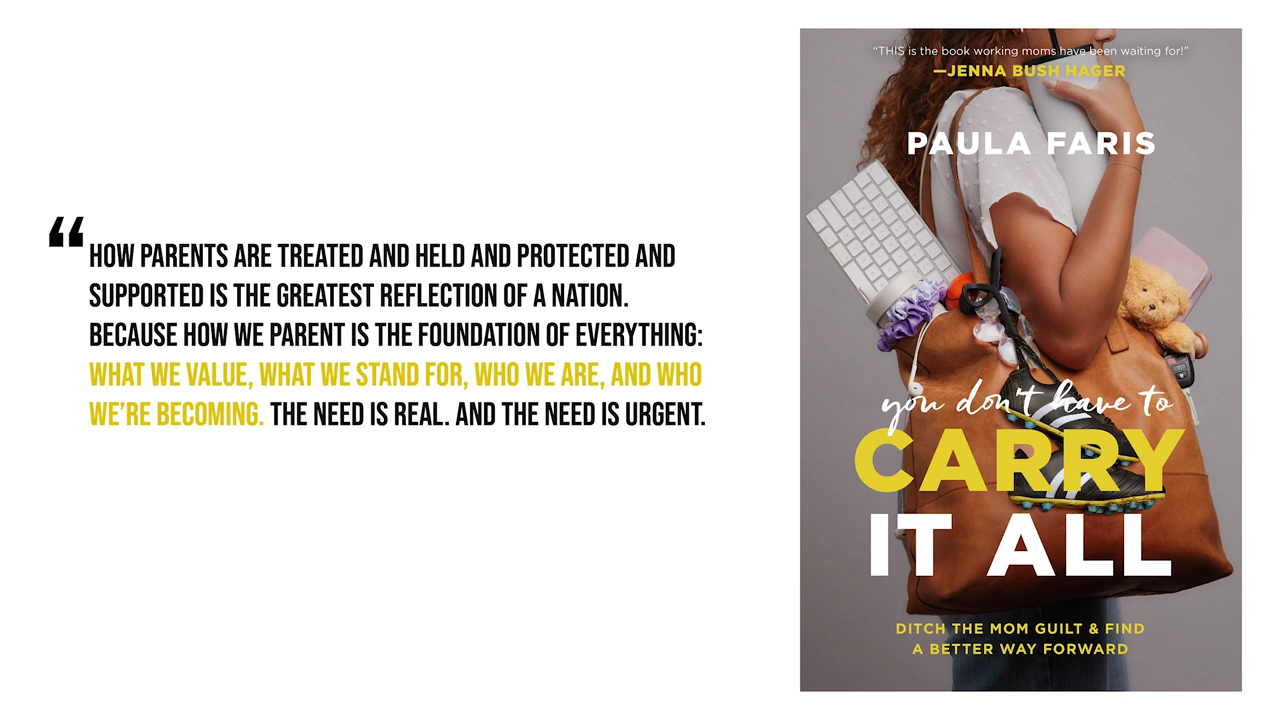 “HOW PARENTS ARE TREATED AND HELD AND PROTECTED AND
SUPPORTED IS THE GREATEST REFLECTION OF A NATION.
BECAUSE HOW WE PARENT IS THE FOUNDATION OF EVERYTHING:
WHAT WE VALUE, WHAT WE STAND FOR, WHO WE ARE, AND WHO
WE’RE BECOMING. THE NEED IS REAL. AND THE NEED IS URGENT.
“THIS is the book working moms have been waiting for!”
—JENNA BUSH HAGER
PAULA FARIS
you don't have to
CARRY
IT ALL
DITCH THE MOM GUILT & FIND
A BETTER WAY FORWARD